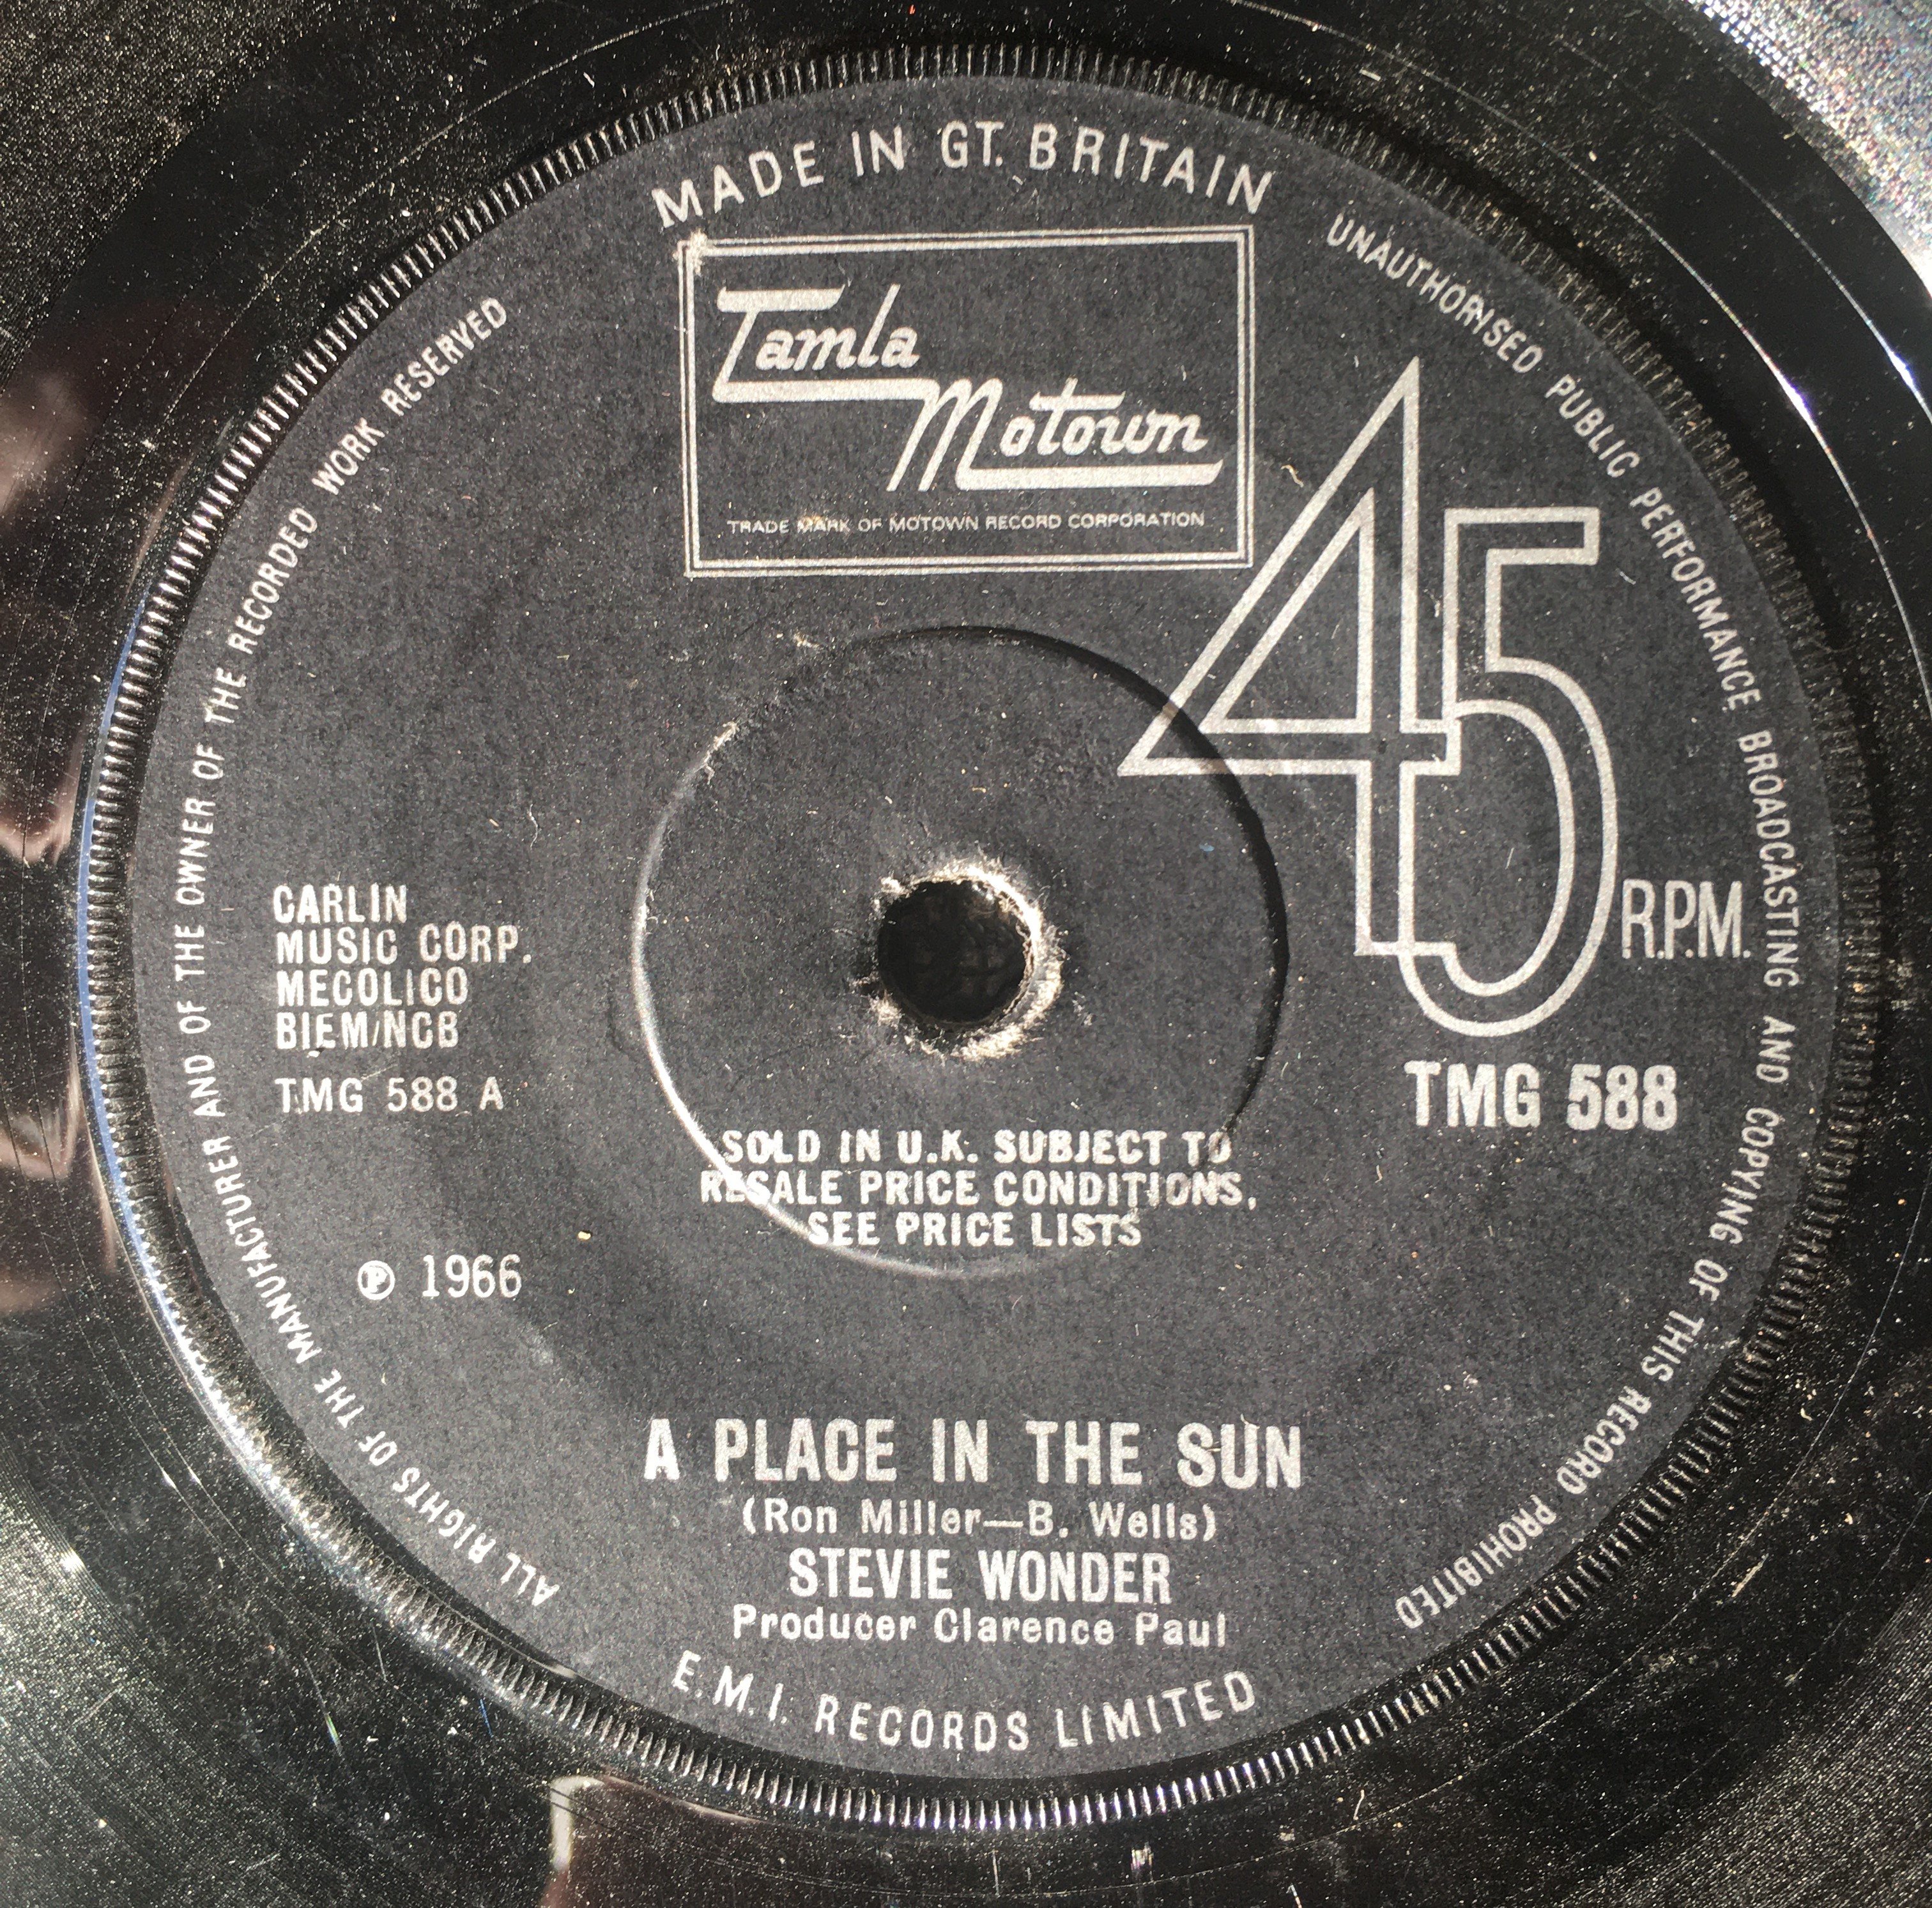 MADE IN GT. BRITAIN
UNAUTHORISED PUBLIC PERFORMANCE BROADCASTING AND COPYING OF THIS RECORD PROHIBITED
ALL RIGHTS OF THE MANUFACTURER AND OF THE OWNER OF THE RECORDED WORK RESERVED
Tamla
Motown
TRADE MARK OF MOTOWN RECORD CORPORATION
45
R.P.M.
CARLIN
MUSIC CORP.
MECOLICO
BIEM/NCB
TMG 588 A
TMG 588
SOLD IN U.K. SUBJECT TO
RESALE PRICE CONDITIONS,
SEE PRICE LISTS
℗ 1966
A PLACE IN THE SUN
(Ron Miller—B. Wells)
STEVIE WONDER
Producer Clarence Paul
E.M.I. RECORDS LIMITED